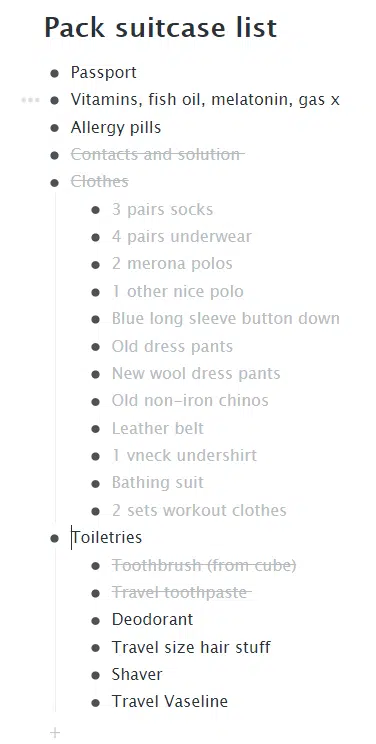 Pack suitcase list
Passport
Vitamins, fish oil, melatonin, gas x
Allergy pills
Contacts and solution
Clothes
3 pairs socks
4 pairs underwear
2 merona polos
1 other nice polo
Blue long sleeve button down
Old dress pants
New wool dress pants
Old non-iron chinos
Leather belt
1 vneck undershirt
Bathing suit
2 sets workout clothes
Toiletries
Toothbrush (from cube)
Travel toothpaste
Deodorant
Travel size hair stuff
Shaver
Travel Vaseline